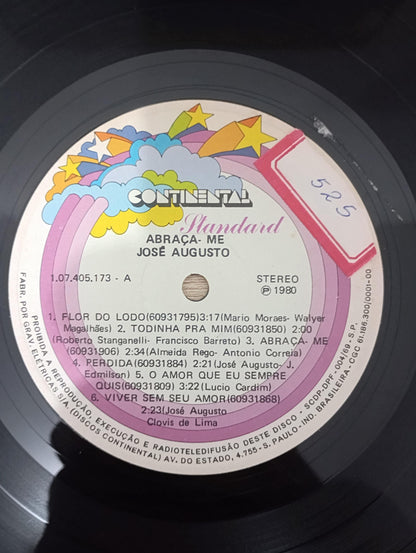 CONTINENTAL
Standard
525
ABRAÇA- ME
JOSÉ AUGUSTO
1.07.405.173 - A
STEREO
℗ 1980
1. FLOR DO LODO(60931795)3:17(Mario Moraes- Walyer
Magalhães) 2. TODINHA PRA MIM(60931850) 2:00
(Roberto Stanganelli- Francisco Barreto) 3. ABRAÇA- ME
(60931906) 2:34(Almeida Rego- Antonio Correia)
4. PERDIDA(60931884) 2:21(José Augusto- J.
Edmilson) 5. O AMOR QUE EU SEMPRE
QUIS(60931809) 3:22(Lucio Cardim)
6. VIVER SEM SEU AMOR(60931868)
2:23(José Augusto
Clovis de Lima
FABR. POR GRAV. ELÉTRICAS S/A. (DISCOS CONTINENTAL) AV. DO ESTADO, 4.755 - S. PAULO - IND. BRASILEIRA - CGC 61.186.300/0001-00
PROIBIDA A REPRODUÇÃO, EXECUÇÃO E RADIOTELEDIFUSÃO DESTE DISCO - SCDP-DPF-004/69 - S.P.